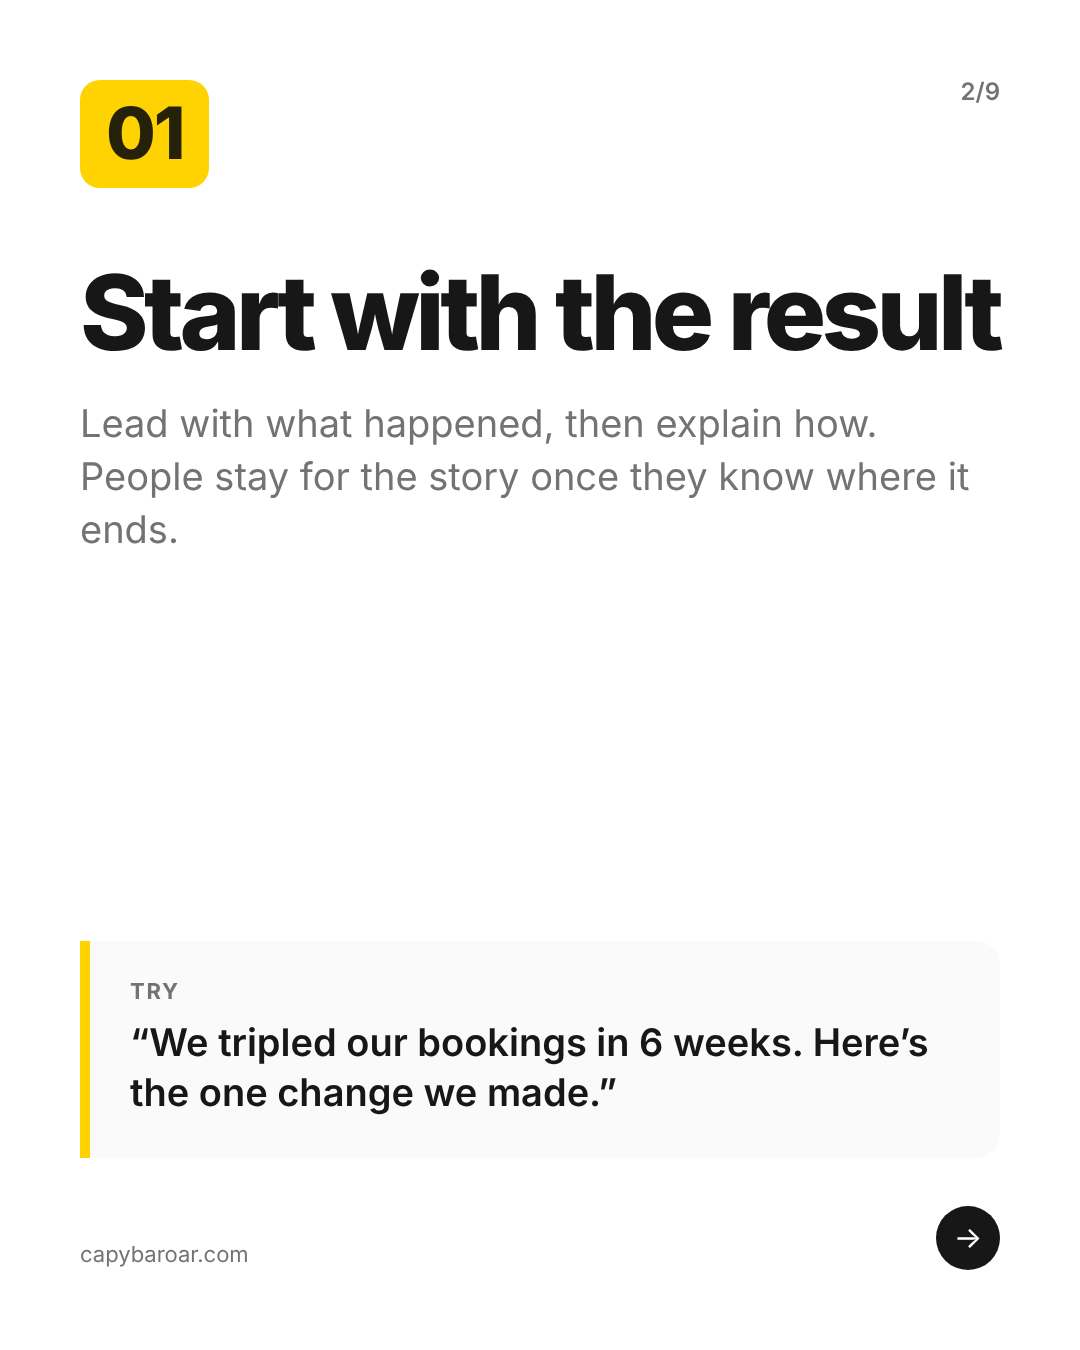 01
2/9
Start with the result
Lead with what happened, then explain how.
People stay for the story once they know where it
ends.
TRY
“We tripled our bookings in 6 weeks. Here’s
the one change we made.”
capybaroar.com
→